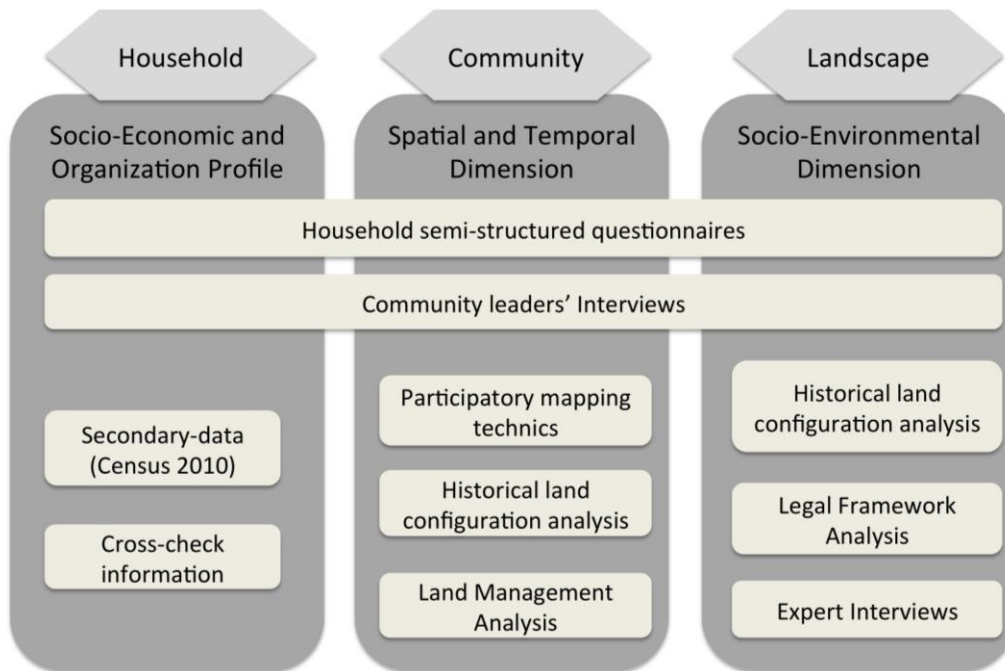 Household
Community
Landscape
Socio-Economic and
Organization Profile
Spatial and Temporal
Dimension
Socio-Environmental
Dimension
Household semi-structured questionnaires
Community leaders’ Interviews
Secondary-data
(Census 2010)
Cross-check
information
Participatory mapping
technics
Historical land
configuration analysis
Land Management
Analysis
Historical land
configuration analysis
Legal Framework
Analysis
Expert Interviews